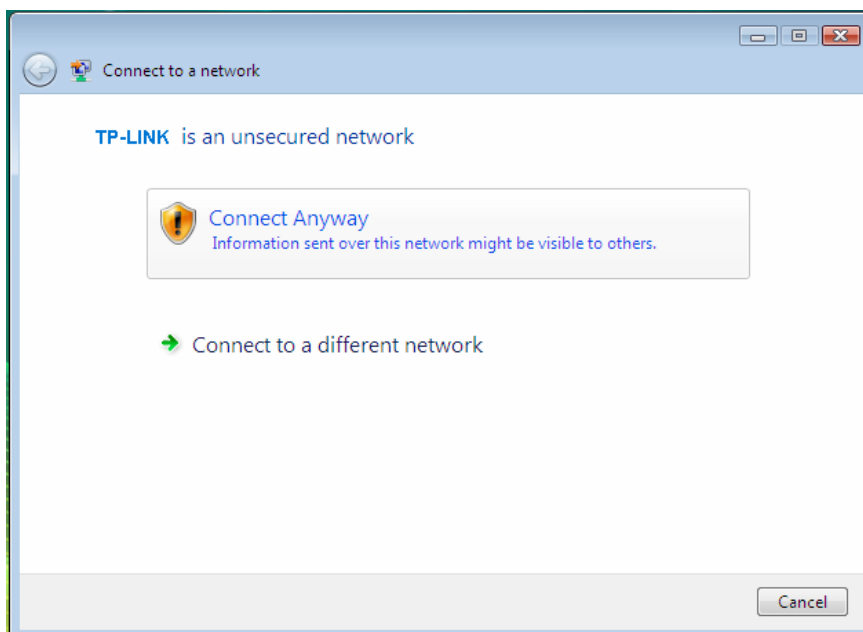 Connect to a network
TP-LINK is an unsecured network
Connect Anyway
Information sent over this network might be visible to others.
Connect to a different network
Cancel